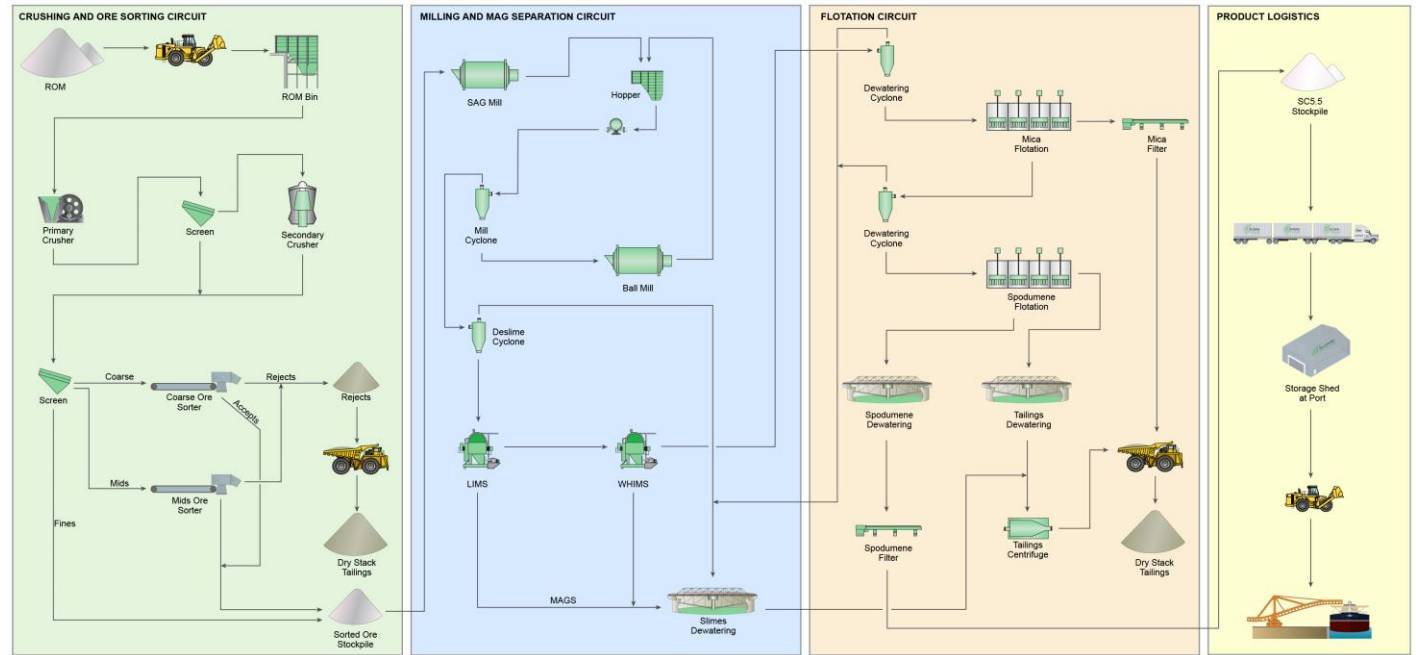 CRUSHING AND ORE SORTING CIRCUIT
ROM
ROM Bin
Primary
Crusher
Screen
Secondary
Crusher
Screen
Coarse
Coarse Ore
Sorter
Rejects
Rejects
Accepts
Mids
Mids Ore
Sorter
Fines
Dry Stack
Tailings
Sorted Ore
Stockpile
MILLING AND MAG SEPARATION CIRCUIT
SAG Mill
Hopper
Mill
Cyclone
Ball Mill
Deslime
Cyclone
LIMS
WHIMS
MAGS
Slimes
Dewatering
FLOTATION CIRCUIT
Dewatering
Cyclone
Mica
Flotation
Mica
Filter
Dewatering
Cyclone
Spodumene
Flotation
Spodumene
Dewatering
Tailings
Dewatering
Spodumene
Filter
Tailings
Centrifuge
Dry Stack
Tailings
PRODUCT LOGISTICS
SC5.5
Stockpile
Storage Shed
at Port